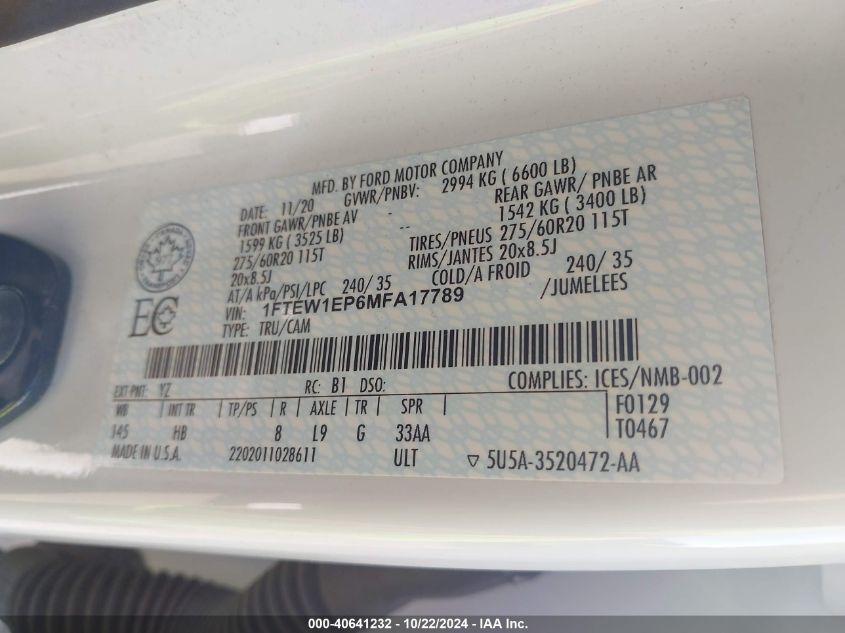 MFD. BY FORD MOTOR COMPANY
DATE: 11/20 GVWR/PNBV: 2994 KG ( 6600 LB)
FRONT GAWR/PNBE AV -- REAR GAWR/ PNBE AR
1599 KG ( 3525 LB) -- 1542 KG ( 3400 LB)
275/60R20 115T TIRES/PNEUS 275/60R20 115T
20x8.5J RIMS/JANTES 20x8.5J
AT/A kPa/PSI/LPC 240/ 35 COLD/A FROID 240/ 35
VIN: 1FTEW1EP6MFA17789 /JUMELEES
TYPE: TRU/CAM
EC
EXT PNT: YZ RC: B1 DSO: COMPLIES: ICES/NMB-002
WB INT TR TP/PS R AXLE TR SPR F0129
145 HB 8 L9 G 33AA T0467
MADE IN U.S.A. 2202011028611 ULT ▽ 5U5A-3520472-AA
000-40641232 - 10/22/2024 - IAA Inc.